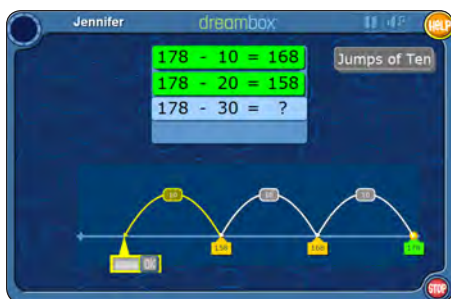 Jennifer
dreambox
HELP
178 - 10 = 168
Jumps of Ten
178 - 20 = 158
178 - 30 = ?
10
10
10
158
168
178
OK
STOP